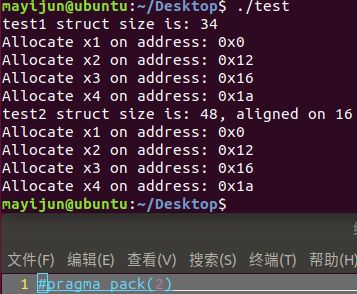 mayijun@ubuntu:~/Desktop$ ./test
test1 struct size is: 34
Allocate x1 on address: 0x0
Allocate x2 on address: 0x12
Allocate x3 on address: 0x16
Allocate x4 on address: 0x1a
test2 struct size is: 48, aligned on 16
Allocate x1 on address: 0x0
Allocate x2 on address: 0x12
Allocate x3 on address: 0x16
Allocate x4 on address: 0x1a
mayijun@ubuntu:~/Desktop$
文件(F) 编辑(E) 查看(V) 搜索(S) 终端(T) 帮助(H)
1 #pragma pack(2)